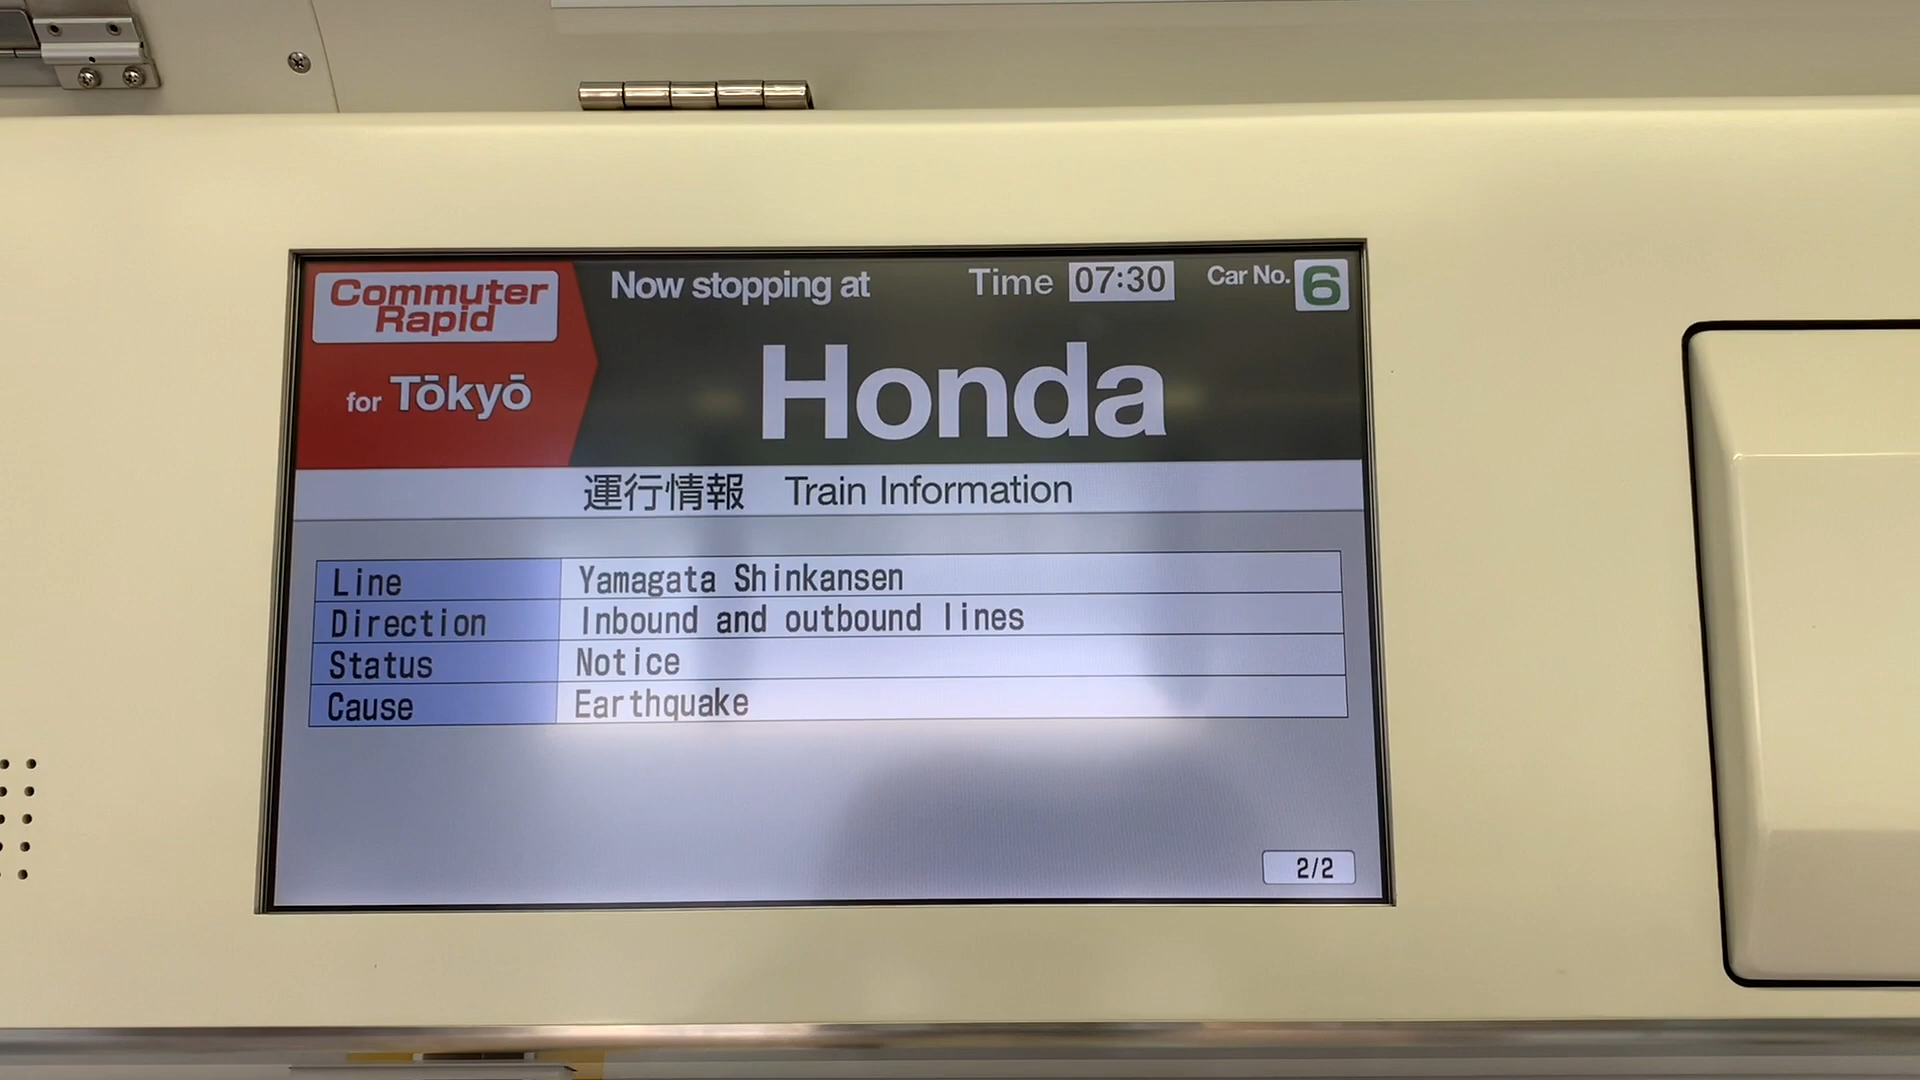 Commuter
Rapid
for Tōkyō
Now stopping at
Time 07:30
Car No. 6
Honda
運行情報 Train Information
Line Yamagata Shinkansen
Direction Inbound and outbound lines
Status Notice
Cause Earthquake
2/2